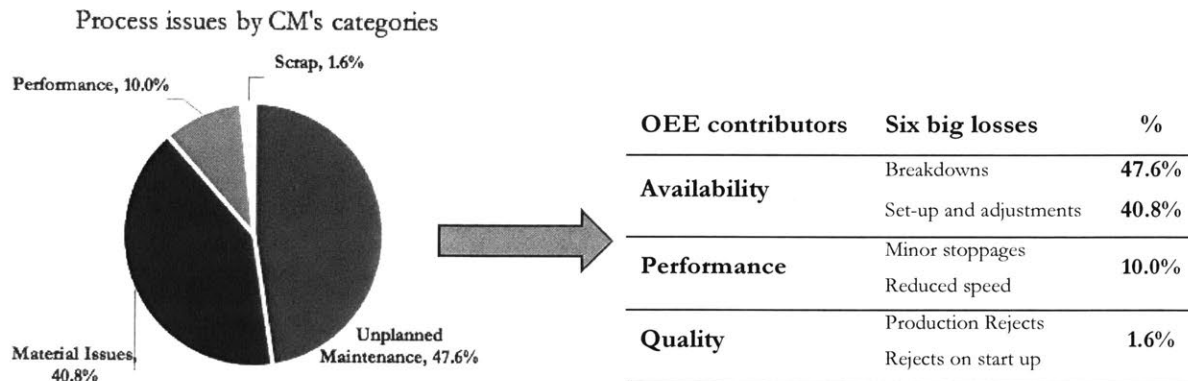 Process issues by CM's categories
Scrap, 1.6%
Performance, 10.0%
Material Issues,
40.8%
Unplanned
Maintenance, 47.6%
OEE contributors Six big losses %
Availability
Breakdowns 47.6%
Set-up and adjustments 40.8%
Performance
Minor stoppages
10.0%
Reduced speed
Quality
Production Rejects
1.6%
Rejects on start up